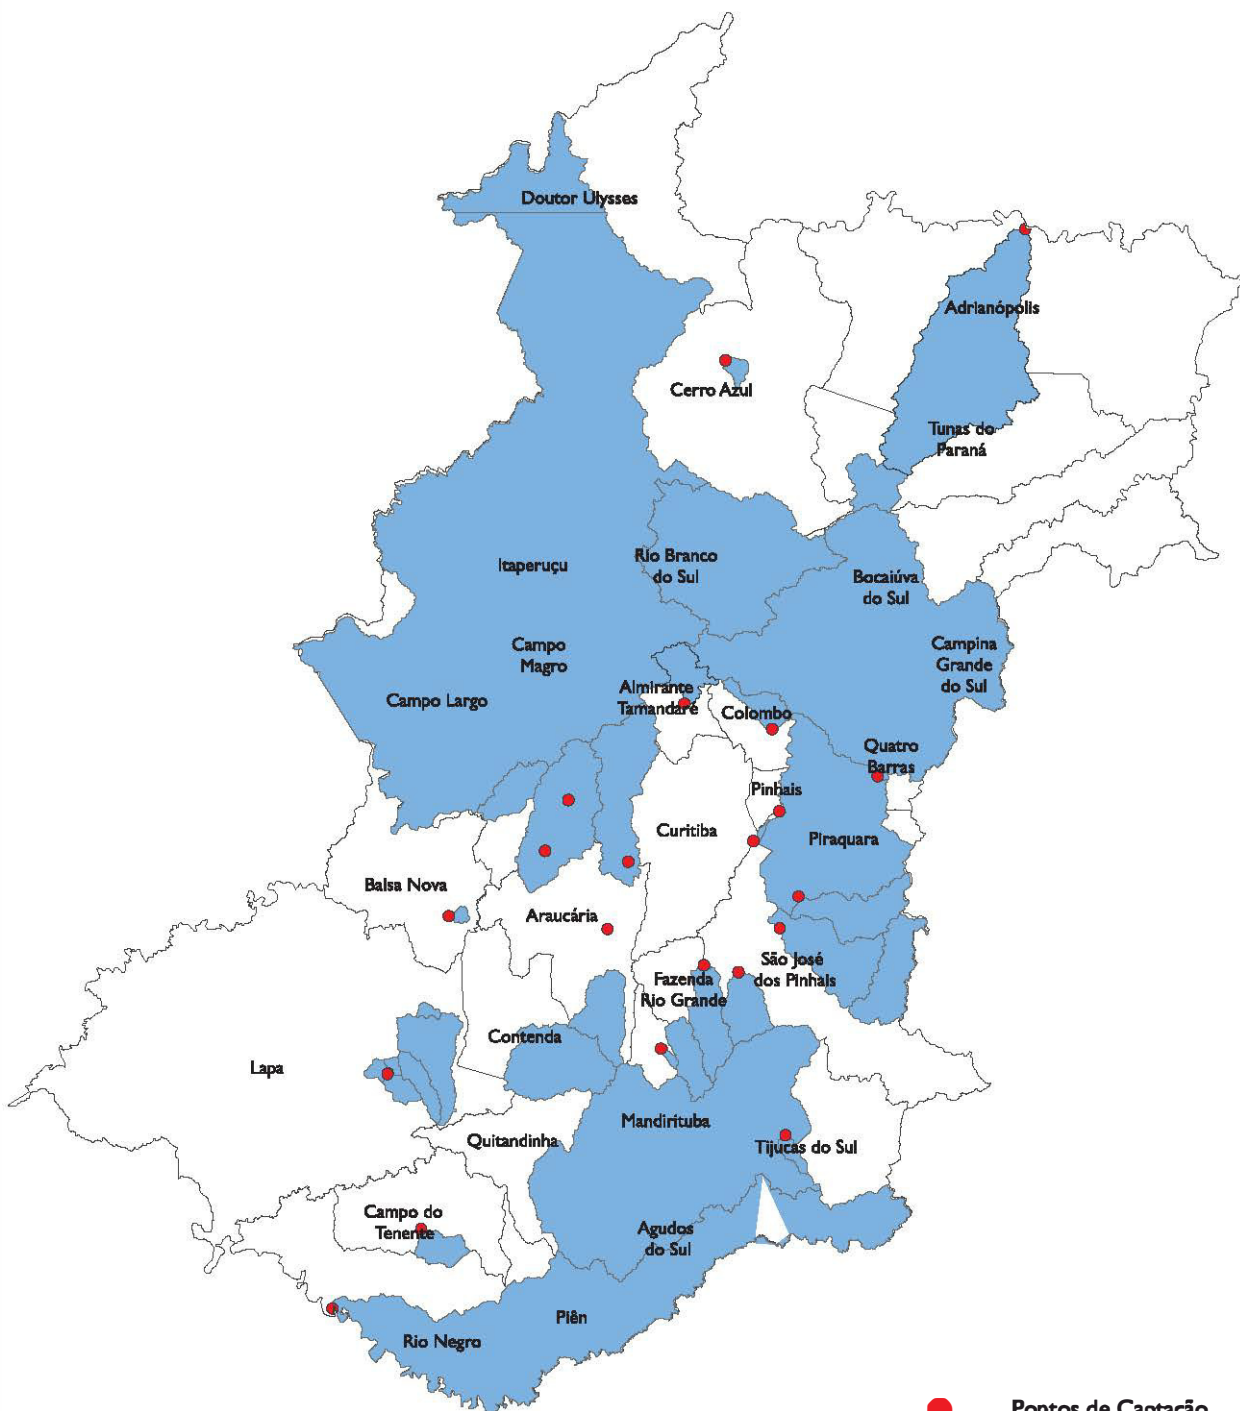 Doutor Ulysses
Adrianópolis
Cerro Azul
Tunas do
Paraná
Rio Branco
do Sul
Itaperuçu
Bocaiúva
do Sul
Campo
Magro
Campina
Grande
do Sul
Almirante
Tamandaré
Campo Largo
Colombo
Quatro
Barras
Pinhais
Curitiba
Piraquara
Balsa Nova
Araucária
São José
dos Pinhais
Fazenda
Rio Grande
Contenda
Lapa
Mandirituba
Quitandinha
Tijucas do Sul
Campo do
Tenente
Agudos
do Sul
Piên
Rio Negro
Pontos de Captação